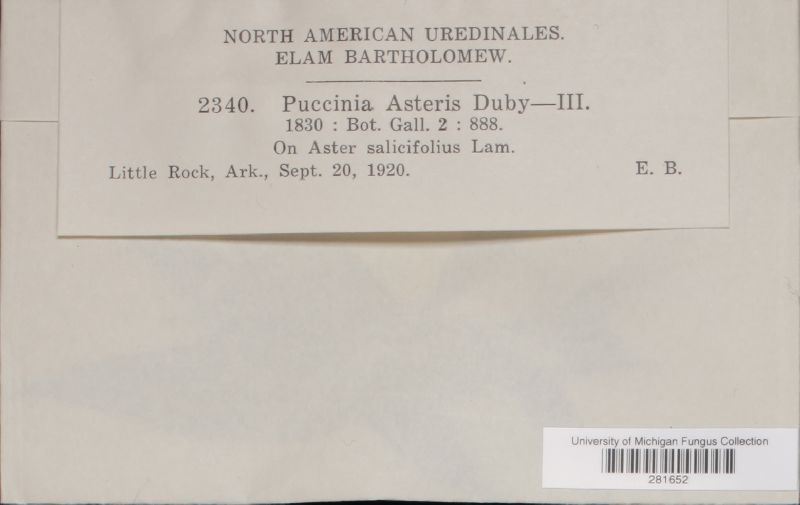 NORTH AMERICAN UREDINALES.
ELAM BARTHOLOMEW.
2340. Puccinia Asteris Duby—III.
1830 : Bot. Gall. 2 : 888.
On Aster salicifolius Lam.
Little Rock, Ark., Sept. 20, 1920. E. B.
University of Michigan Fungus Collection
281652